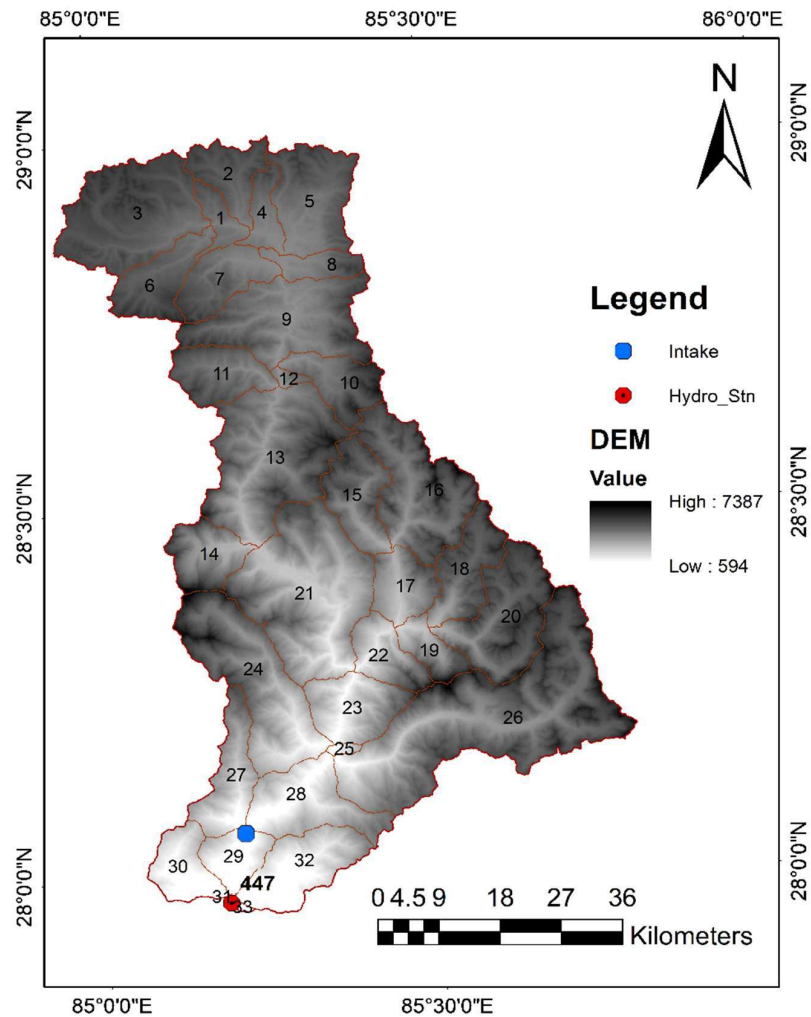 85°0'0"E 85°30'0"E 86°0'0"E
N
29°0'0"N 29°0'0"N
2
3 1 4 5
6 7 8
9
11 12 10
13
15 16
28°30'0"N 28°30'0"N
14
21 17 18
20
22 19
24
23 26
25
27
28
29
30 32
447
31 33
28°0'0"N 28°0'0"N
Legend
Intake
Hydro_Stn
DEM
Value
High : 7387
Low : 594
0 4.5 9 18 27 36
Kilometers
85°0'0"E 85°30'0"E